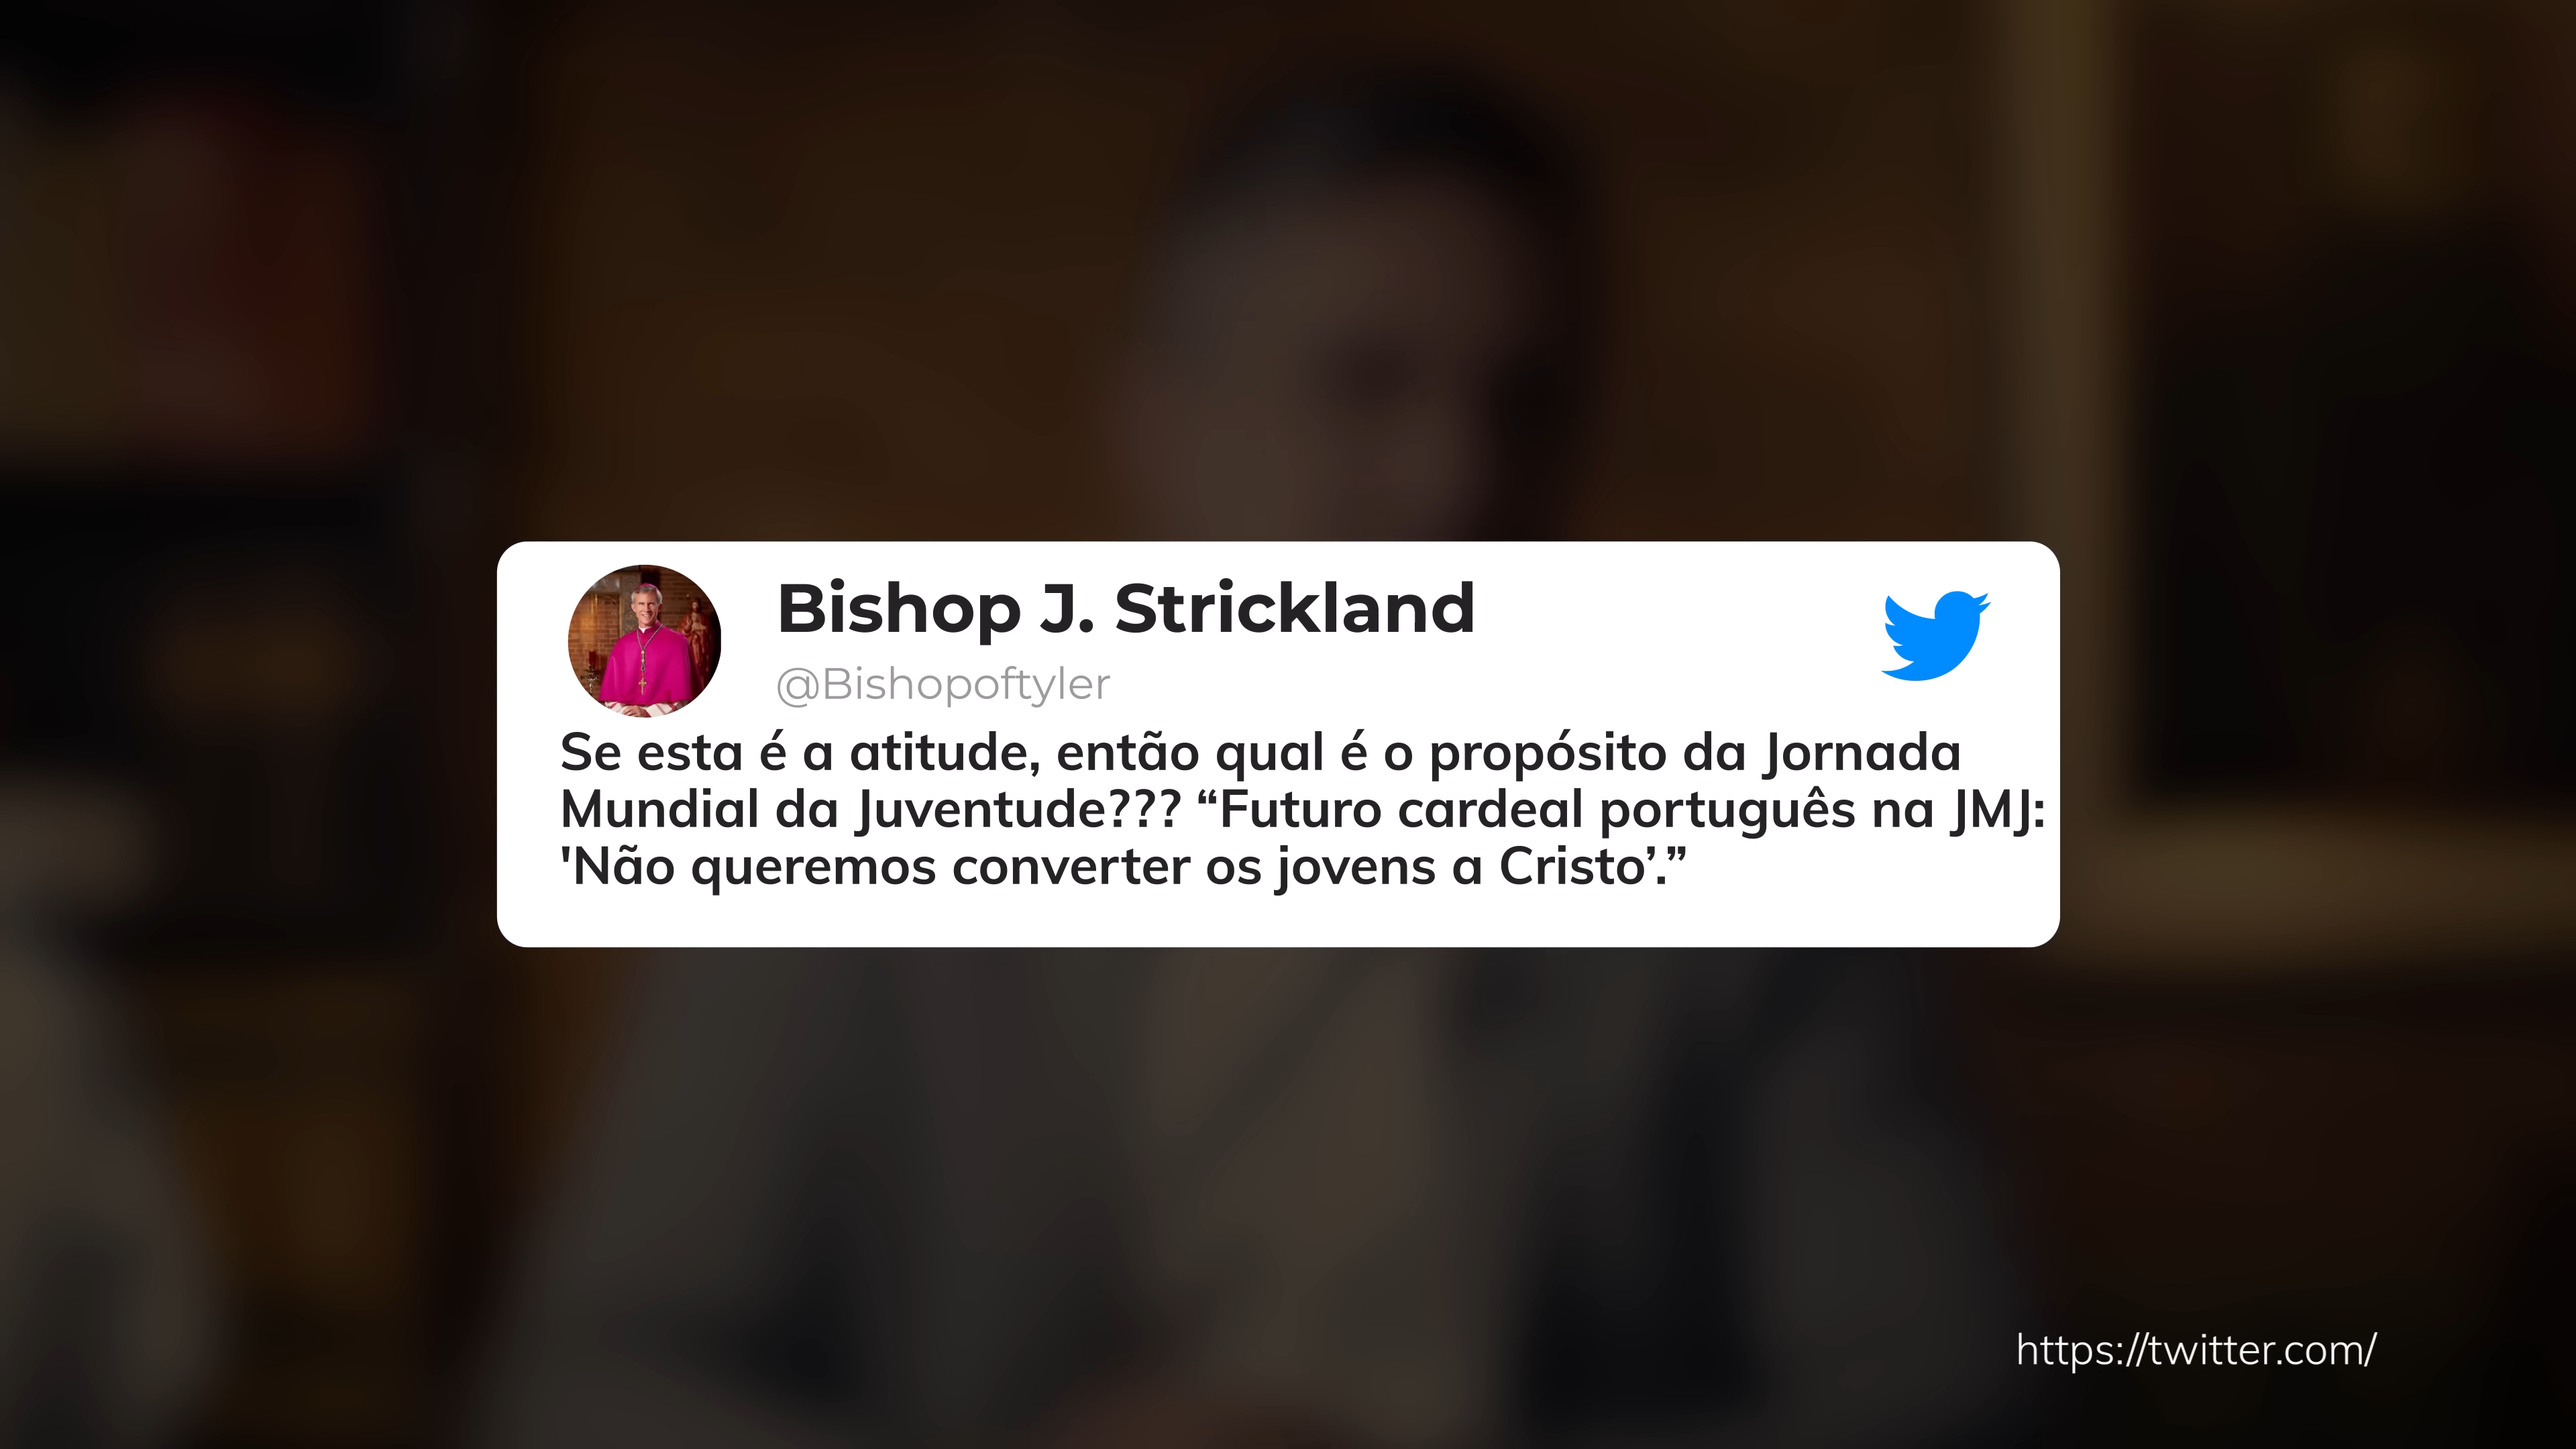 Bishop J. Strickland
@Bishopoftyler
Se esta é a atitude, então qual é o propósito da Jornada
Mundial da Juventude??? “Futuro cardeal português na JMJ:
'Não queremos converter os jovens a Cristo’.”
https://twitter.com/